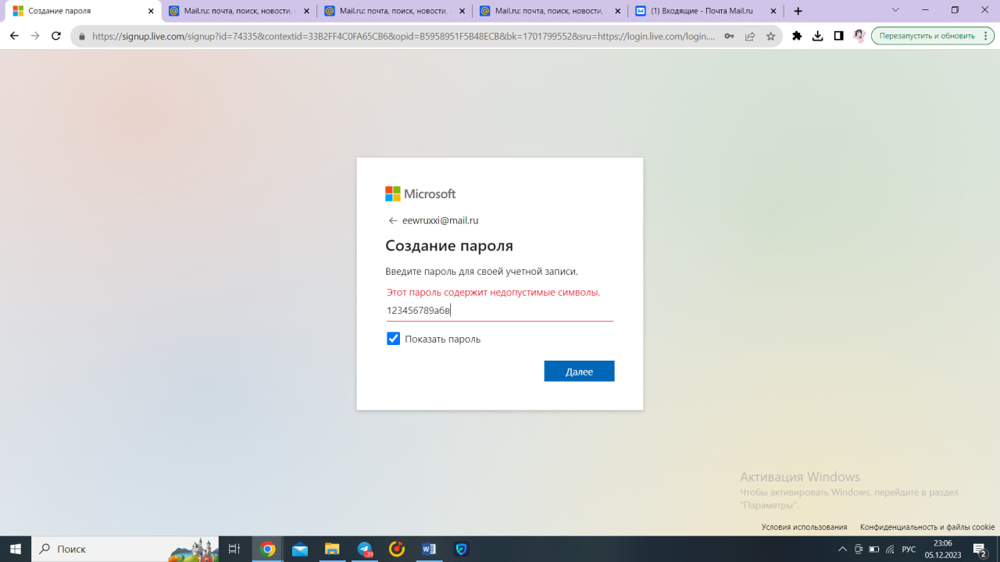 Создание пароля
Mail.ru: почта, поиск, новости,
Mail.ru: почта, поиск, новости,
Mail.ru: почта, поиск, новости,
(1) Входящие - Почта Mail.ru
https://signup.live.com/signup?id=74335&contextid=33B2FF4C0FA65CB6&opid=B5958951F5B48ECB&bk=1701799552&sru=https://login.live.com/login....
Перезапустить и обновить
Microsoft
eewruxxi@mail.ru
Создание пароля
Введите пароль для своей учетной записи.
Этот пароль содержит недопустимые символы.
123456789абв
Показать пароль
Далее
Активация Windows
Чтобы активировать Windows, перейдите в раздел
"Параметры".
Условия использования
Конфиденциальность и файлы cookie
Поиск
39
РУС
23:06
05.12.2023
2